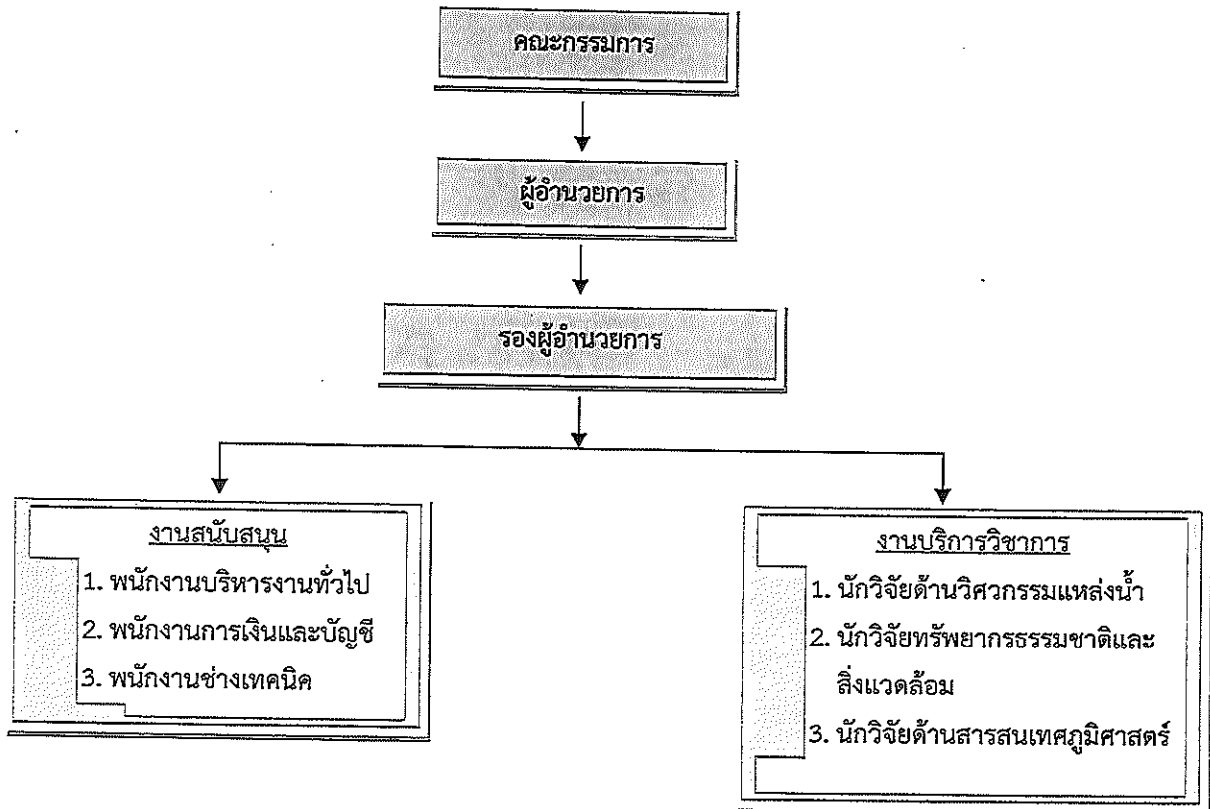 คณะกรรมการ
ผู้อำนวยการ
รองผู้อำนวยการ
งานสนับสนุน
1. พนักงานบริหารงานทั่วไป
2. พนักงานการเงินและบัญชี
3. พนักงานช่างเทคนิค
งานบริการวิชาการ
1. นักวิจัยด้านวิศวกรรมแหล่งน้ำ
2. นักวิจัยทรัพยากรธรรมชาติและ
สิ่งแวดล้อม
3. นักวิจัยด้านสารสนเทศภูมิศาสตร์